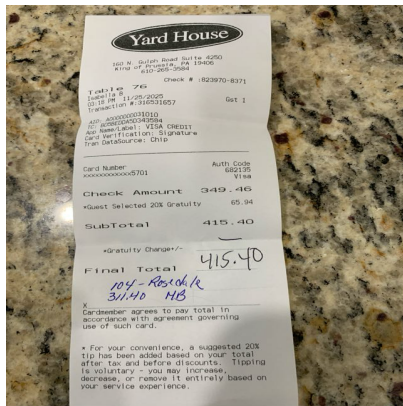 Yard House
160 N. Gulph Road Suite 4250
King of Prussia, PA 19406
610-265-3584
Check # :823970-8371
Table 76
Isabella B
03:18 PM 11/25/2025
Gst 1
Transaction #:316531657
AID: A0000000031010
App Name/Label: VISA CREDIT
Card Verification: Signature
Tran DataSource: Chip
Card Number
Auth Code
xxxxxxxxxxxx5701
682135
Visa
Check Amount 349.46
*Guest Selected 20% Gratuity 65.94
SubTotal 415.40
*Gratuity Change+/-
Final Total 415.40
104 - Rosedale
311.40 HB
X
Cardmember agrees to pay total in
accordance with agreement governing
use of such card.
* For your convenience, a suggested 20%
tip has been added based on your total
after tax and before discounts. Tipping
is voluntary - you may increase,
decrease, or remove it entirely based on
your service experience.